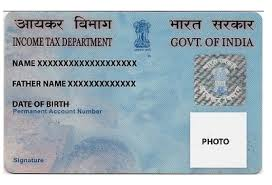 आयकर विभाग
भारत सरकार
INCOME TAX DEPARTMENT
GOVT. OF INDIA
NAME XXXXXXXXXXXXXXXXXXX
FATHER NAME XXXXXXXXXXXXXXX
DATE OF BIRTH
Permanent Account Number
PHOTO
Signature